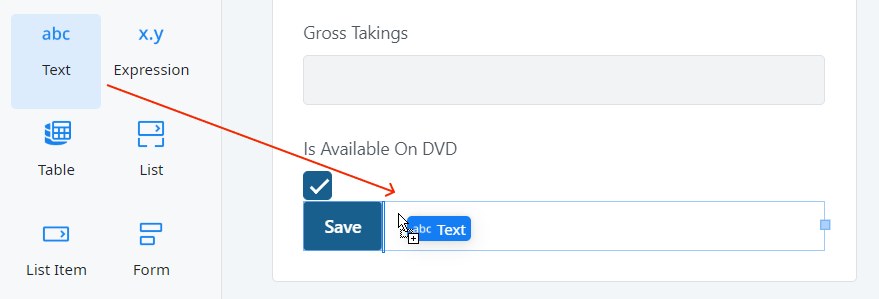 abc
Text
x.y
Expression
Table
List
List Item
Form
Gross Takings
Is Available On DVD
Save
abc Text